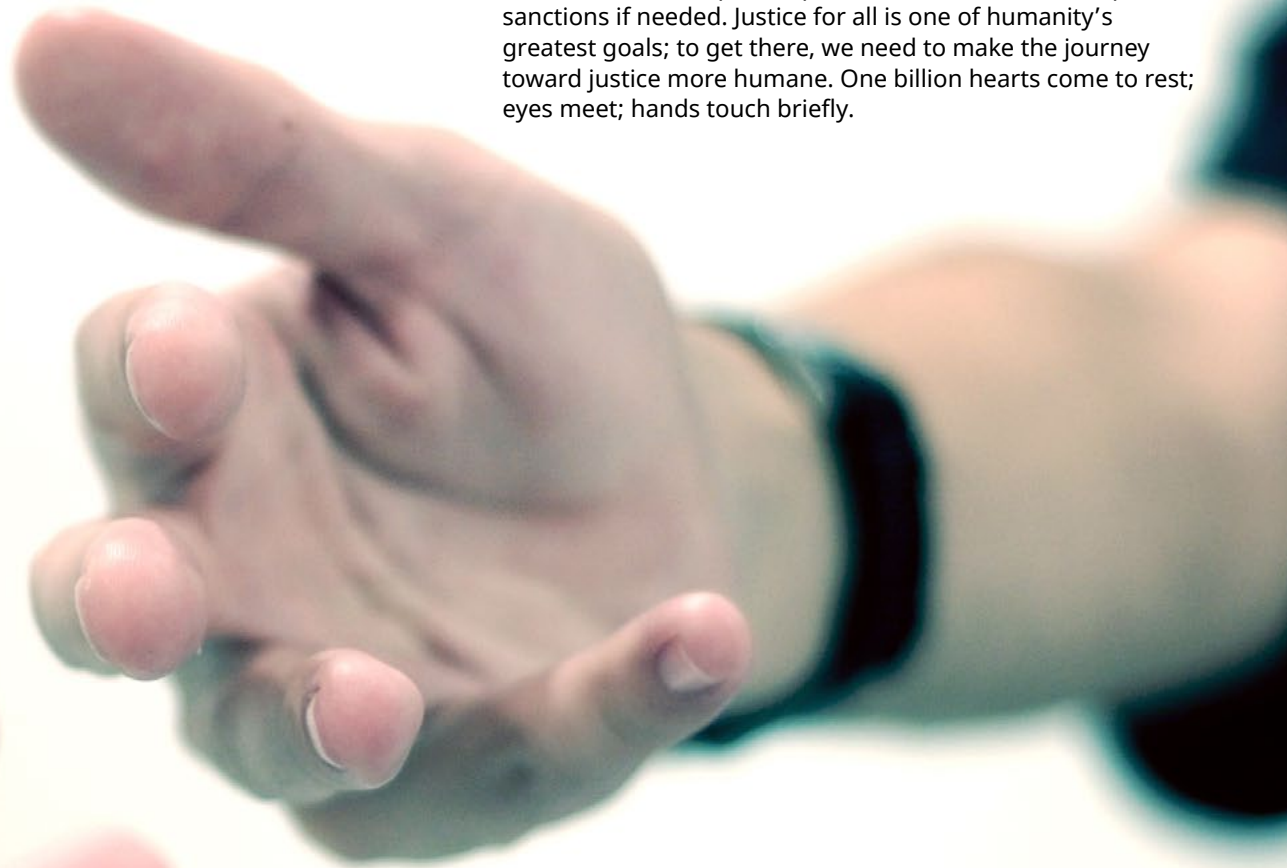 sanctions if needed. Justice for all is one of humanity’s
greatest goals; to get there, we need to make the journey
toward justice more humane. One billion hearts come to rest;
eyes meet; hands touch briefly.